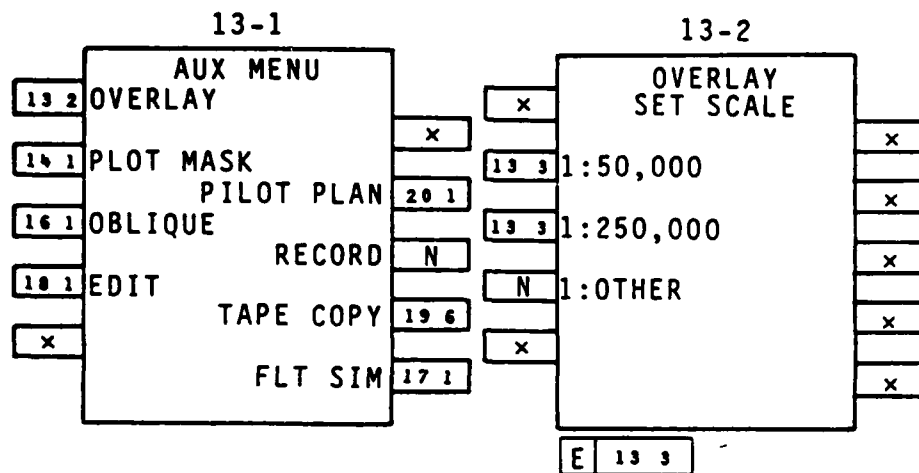 13-1
AUX MENU
13 2 OVERLAY
×
14 1 PLOT MASK
PILOT PLAN 20 1
16 1 OBLIQUE
RECORD N
18 1 EDIT
TAPE COPY 19 6
×
FLT SIM 17 1
13-2
OVERLAY
× SET SCALE
×
13 3 1:50,000
×
13 3 1:250,000
×
N 1:OTHER
×
×
×
E 13 3